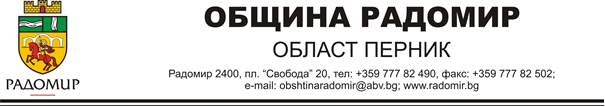 ОБЩИНА РАДОМИР
ОБЛАСТ ПЕРНИК
РАДОМИР
Радомир 2400, пл. “Свобода” 20, тел: +359 777 82 490, факс: +359 777 82 502;
e-mail: obshtinaradomir@abv.bg; www.radomir.bg